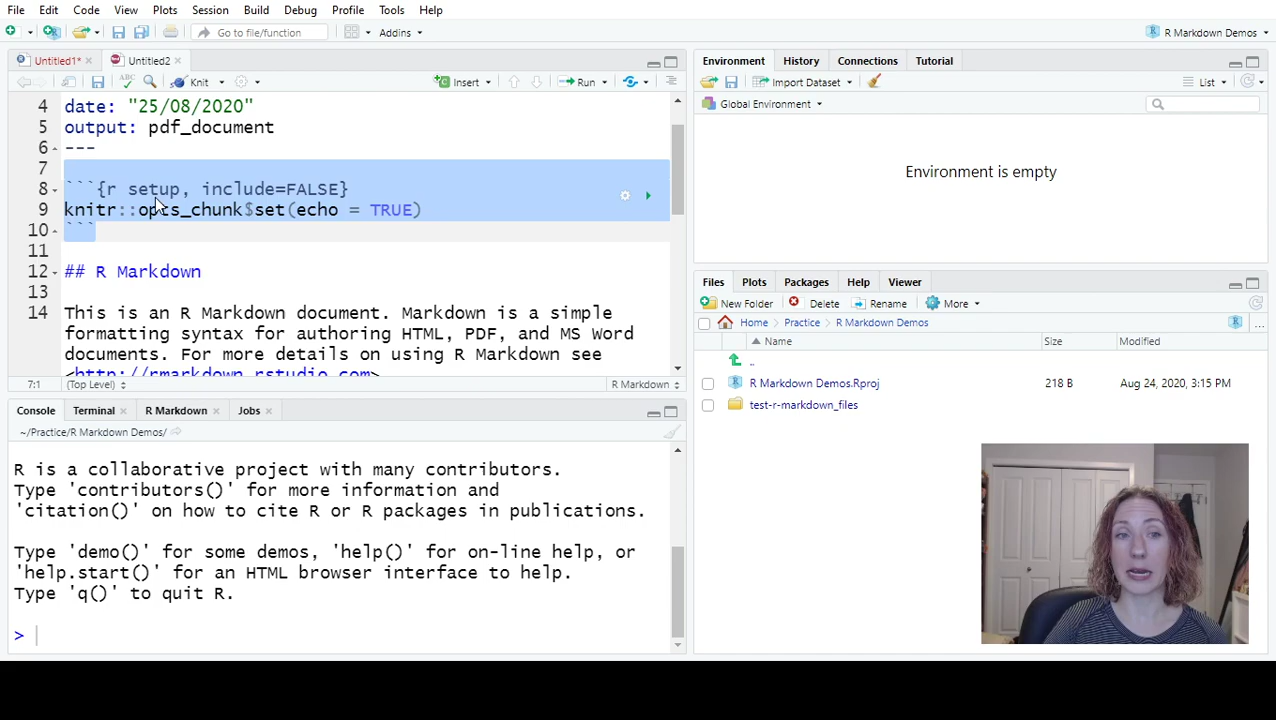 File Edit Code View Plots Session Build Debug Profile Tools Help
Go to file/function Addins R Markdown Demos
Untitled1* Untitled2
Knit Insert Run
4 date: "25/08/2020"
5 output: pdf_document
6 ---
7
8 ```{r setup, include=FALSE}
9 knitr::opts_chunk$set(echo = TRUE)
10 ```
11
12 ## R Markdown
13
14 This is an R Markdown document. Markdown is a simple
formatting syntax for authoring HTML, PDF, and MS Word
documents. For more details on using R Markdown see
<http://rmarkdown.rstudio.com>
7:1 (Top Level) R Markdown
Console Terminal R Markdown Jobs
~/Practice/R Markdown Demos/
R is a collaborative project with many contributors.
Type 'contributors()' for more information and
'citation()' on how to cite R or R packages in publications.
Type 'demo()' for some demos, 'help()' for on-line help, or
'help.start()' for an HTML browser interface to help.
Type 'q()' to quit R.
>
Environment History Connections Tutorial
Import Dataset List
Global Environment
Environment is empty
Files Plots Packages Help Viewer
New Folder Delete Rename More
Home Practice R Markdown Demos ...
Name Size Modified
..
R Markdown Demos.Rproj 218 B Aug 24, 2020, 3:15 PM
test-r-markdown_files